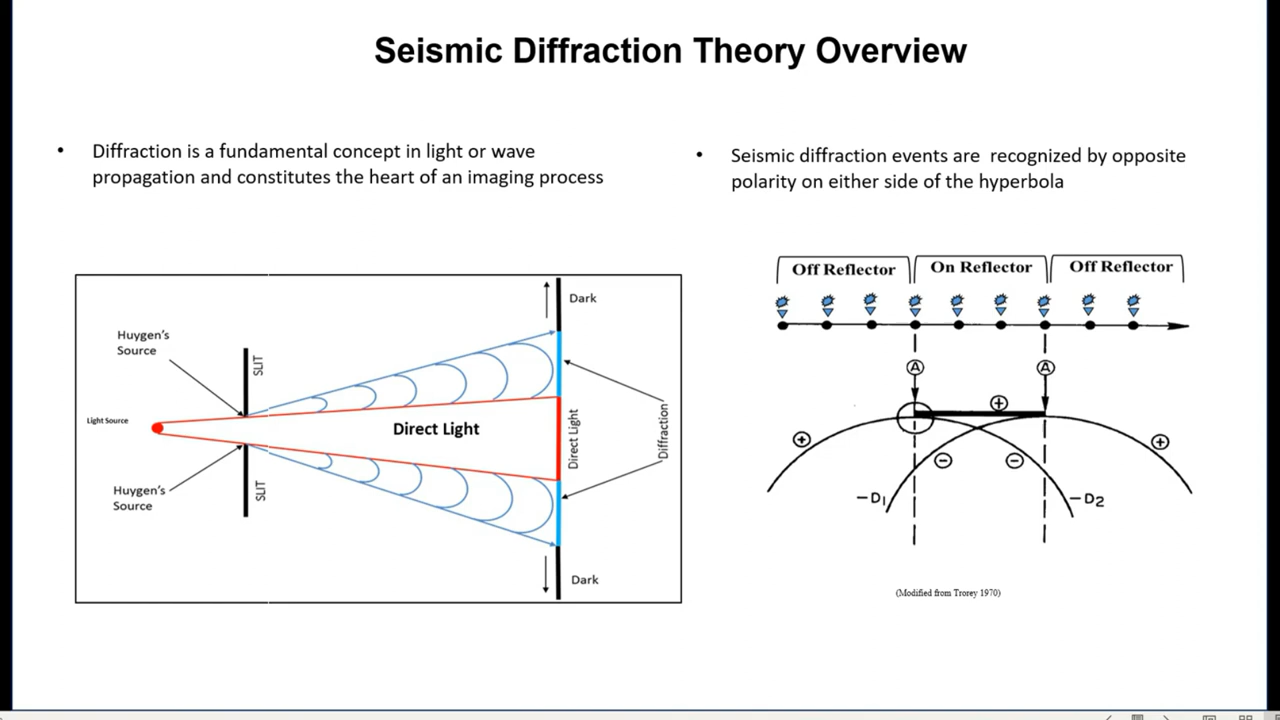 Seismic Diffraction Theory Overview
• Diffraction is a fundamental concept in light or wave
propagation and constitutes the heart of an imaging process
• Seismic diffraction events are recognized by opposite
polarity on either side of the hyperbola
Dark
Huygen's
Source
SLIT
Light Source
Direct Light
Direct Light
Diffraction
Huygen's
Source
SLIT
Dark
Off Reflector
On Reflector
Off Reflector
A
A
+
+
+
−
−
−D1
−D2
(Modified from Trorey 1970)